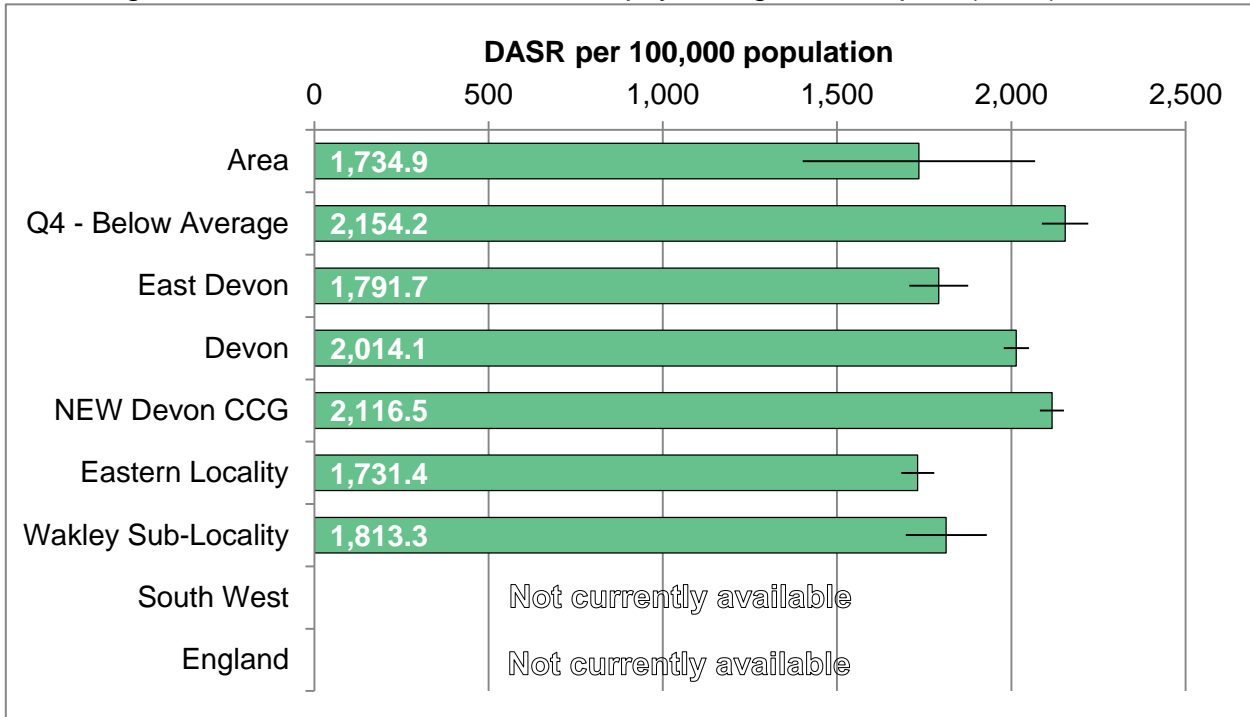 DASR per 100,000 population
0 500 1,000 1,500 2,000 2,500
Area 1,734.9
Q4 - Below Average 2,154.2
East Devon 1,791.7
Devon 2,014.1
NEW Devon CCG 2,116.5
Eastern Locality 1,731.4
Wakley Sub-Locality 1,813.3
South West Not currently available
England Not currently available